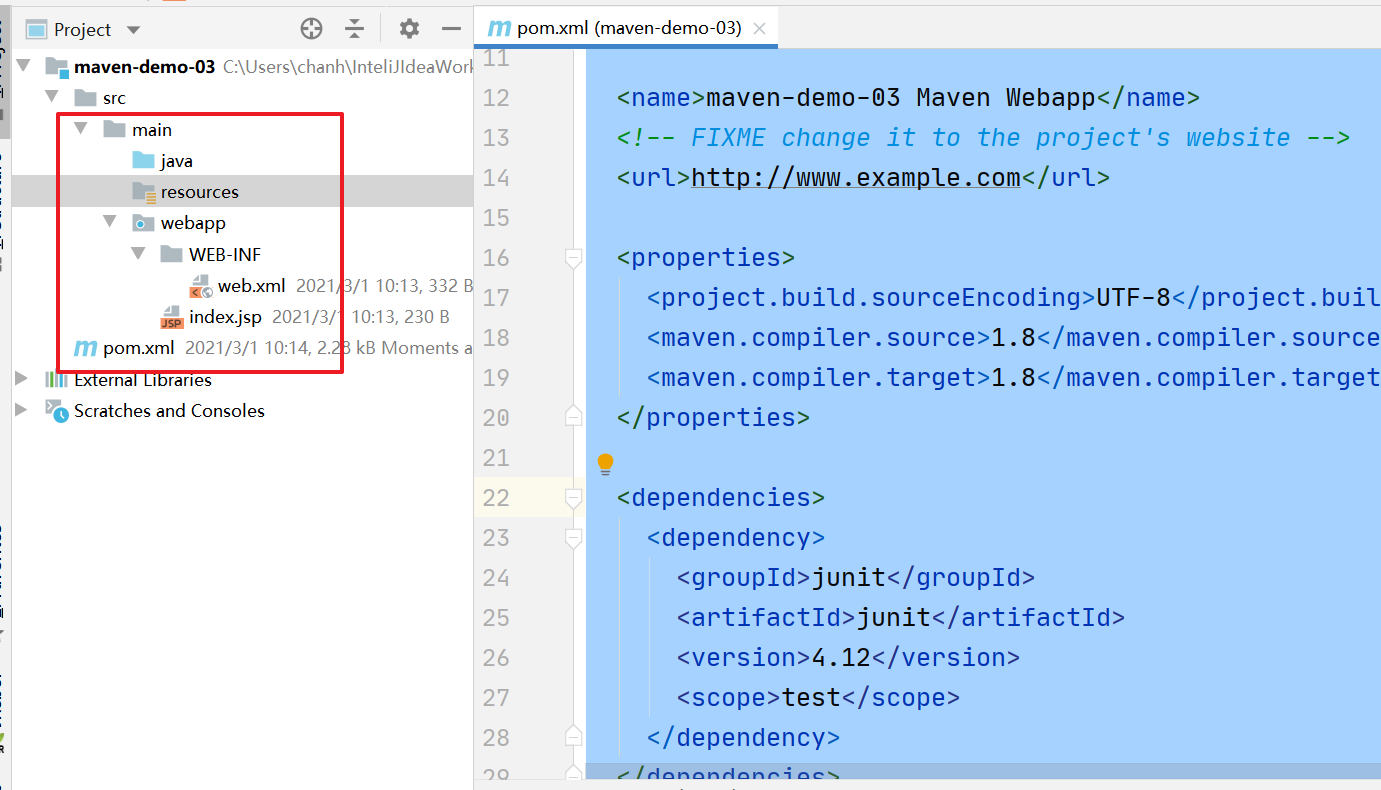 Project
maven-demo-03 C:\Users\chanh\InteliJIdeaWork
src
main
java
resources
webapp
WEB-INF
web.xml 2021/3/1 10:13, 332 B
index.jsp 2021/3/1 10:13, 230 B
pom.xml 2021/3/1 10:14, 2.28 kB Moments a
External Libraries
Scratches and Consoles
pom.xml (maven-demo-03)
11
12 <name>maven-demo-03 Maven Webapp</name>
13 <!-- FIXME change it to the project's website -->
14 <url>http://www.example.com</url>
15
16 <properties>
17 <project.build.sourceEncoding>UTF-8</project.buil
18 <maven.compiler.source>1.8</maven.compiler.source
19 <maven.compiler.target>1.8</maven.compiler.target
20 </properties>
21
22 <dependencies>
23 <dependency>
24 <groupId>junit</groupId>
25 <artifactId>junit</artifactId>
26 <version>4.12</version>
27 <scope>test</scope>
28 </dependency>
29 </dependencies>